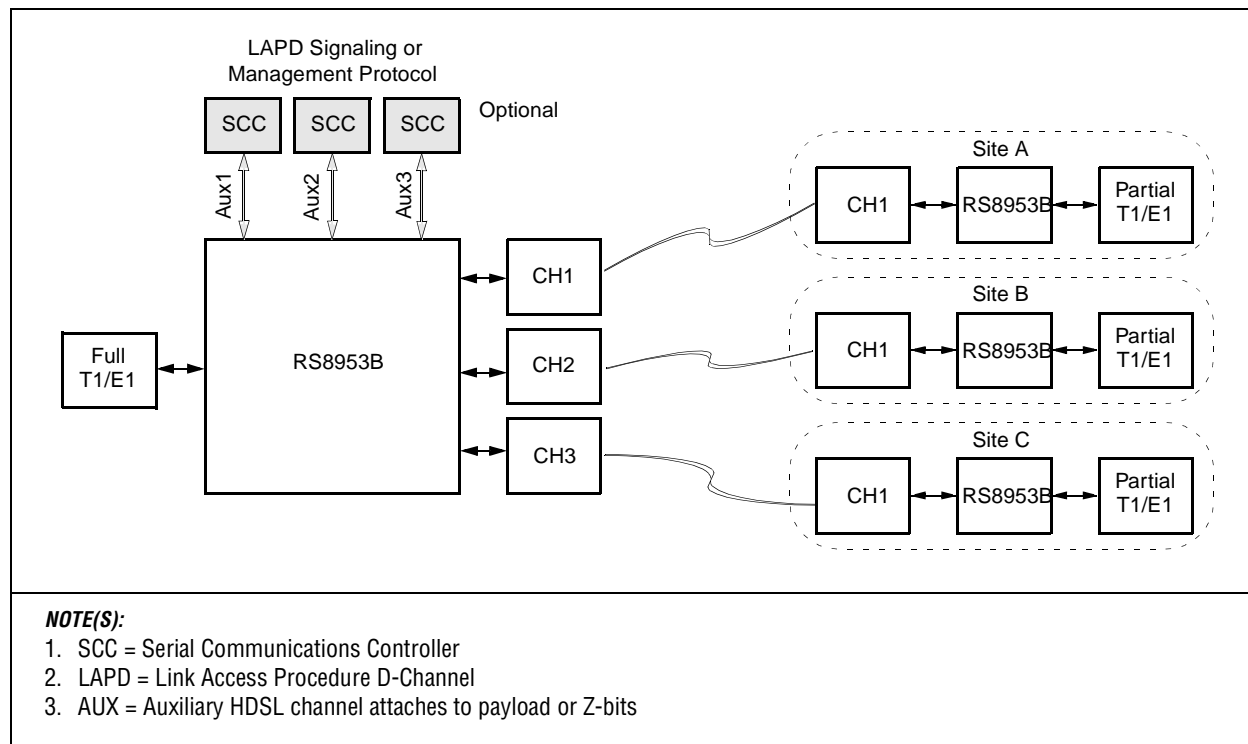 LAPD Signaling or
Management Protocol
SCC
SCC
SCC
Optional
Aux1
Aux2
Aux3
Full
T1/E1
RS8953B
CH1
CH2
CH3
Site A
CH1
RS8953B
Partial
T1/E1
Site B
CH1
RS8953B
Partial
T1/E1
Site C
CH1
RS8953B
Partial
T1/E1
NOTE(S):
1. SCC = Serial Communications Controller
2. LAPD = Link Access Procedure D-Channel
3. AUX = Auxiliary HDSL channel attaches to payload or Z-bits